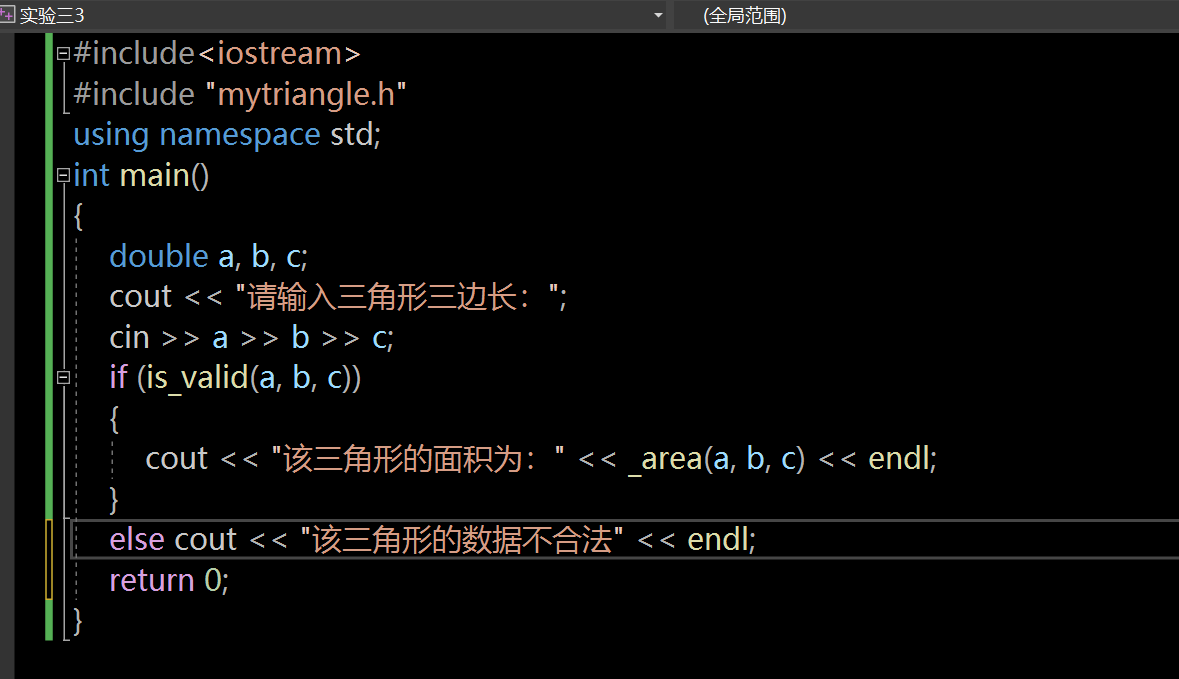 实验三3
(全局范围)
#include<iostream>
#include "mytriangle.h"
using namespace std;
int main()
{
double a, b, c;
cout << "请输入三角形三边长：";
cin >> a >> b >> c;
if (is_valid(a, b, c))
{
cout << "该三角形的面积为：" << _area(a, b, c) << endl;
}
else cout << "该三角形的数据不合法" << endl;
return 0;
}